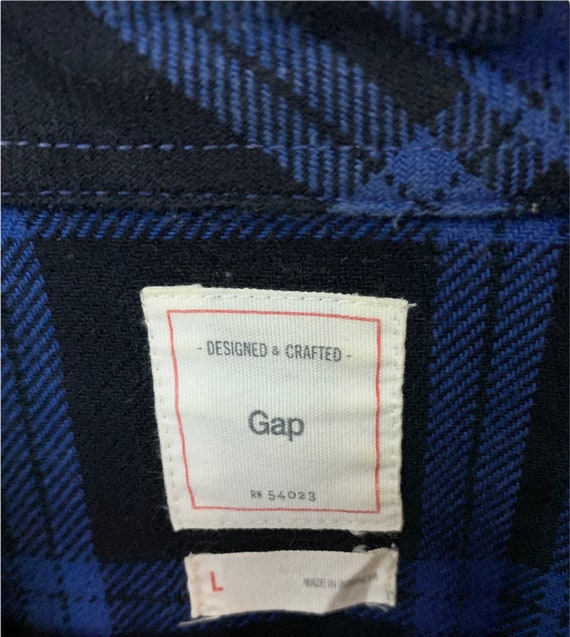 - DESIGNED & CRAFTED -
Gap
RN 54023
L
MADE IN INDONESIA